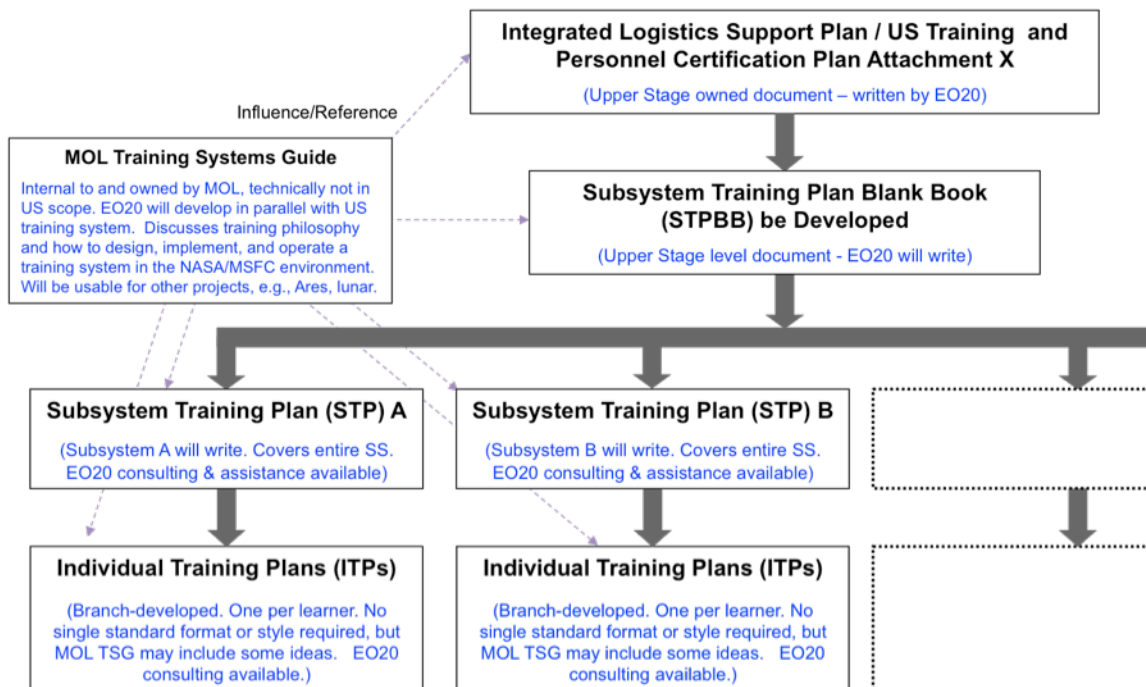 Integrated Logistics Support Plan / US Training and
Personnel Certification Plan Attachment X
(Upper Stage owned document – written by EO20)
Influence/Reference
MOL Training Systems Guide
Internal to and owned by MOL, technically not in
US scope. EO20 will develop in parallel with US
training system. Discusses training philosophy
and how to design, implement, and operate a
training system in the NASA/MSFC environment.
Will be usable for other projects, e.g., Ares, lunar.
Subsystem Training Plan Blank Book
(STPBB) be Developed
(Upper Stage level document - EO20 will write)
Subsystem Training Plan (STP) A
(Subsystem A will write. Covers entire SS.
EO20 consulting & assistance available)
Subsystem Training Plan (STP) B
(Subsystem B will write. Covers entire SS.
EO20 consulting & assistance available)
Individual Training Plans (ITPs)
(Branch-developed. One per learner. No
single standard format or style required, but
MOL TSG may include some ideas. EO20
consulting available.)
Individual Training Plans (ITPs)
(Branch-developed. One per learner. No
single standard format or style required, but
MOL TSG may include some ideas. EO20
consulting available.)